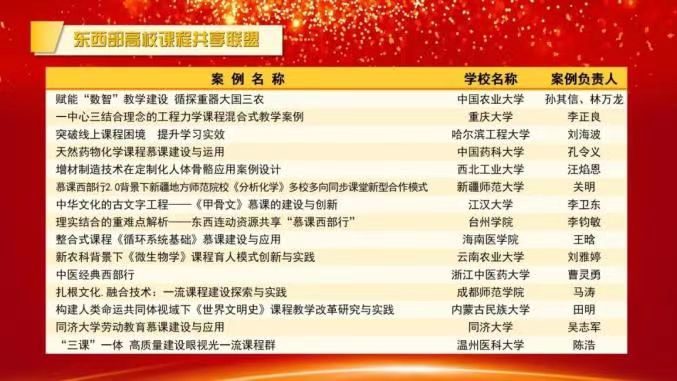 东西部高校课程共享联盟
案例名称 学校名称 案例负责人
赋能“数智”教学建设 循探重器大国三农 中国农业大学 孙其信、林万龙
一中心三结合理念的工程力学课程混合式教学案例 重庆大学 李正良
突破线上课程困境 提升学习实效 哈尔滨工程大学 刘海波
天然药物化学课程慕课建设与运用 中国药科大学 孔令义
增材制造技术在定制化人体骨骼应用案例设计 西北工业大学 汪焰恩
慕课西部行2.0背景下新疆地方师范院校《分析化学》多校多向同步课堂新型合作模式 新疆师范大学 关明
中华文化的古文字工程——《甲骨文》慕课的建设与创新 江汉大学 李卫东
理实结合的重难点解析——东西连动资源共享“慕课西部行” 台州学院 李钧敏
整合式课程《循环系统基础》慕课建设与应用 海南医学院 王晗
新农科背景下《微生物学》课程育人模式创新与实践 云南农业大学 刘雅婷
中医经典西部行 浙江中医药大学 曹灵勇
扎根文化.融合技术：一流课程建设探索与实践 成都师范学院 马涛
构建人类命运共同体视域下《世界文明史》课程教学改革研究与实践 内蒙古民族大学 田明
同济大学劳动教育慕课建设与应用 同济大学 吴志军
“三课”一体 高质量建设眼视光一流课程群 温州医科大学 陈浩